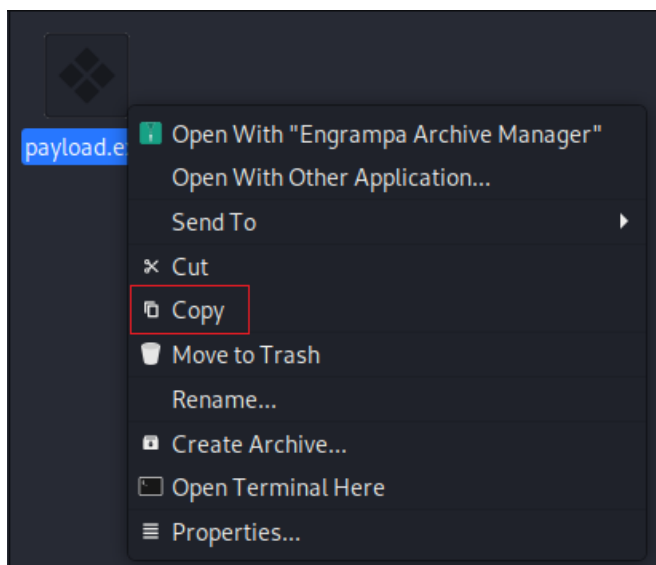 payload.e
Open With "Engrampa Archive Manager"
Open With Other Application...
Send To
Cut
Copy
Move to Trash
Rename...
Create Archive...
Open Terminal Here
Properties...